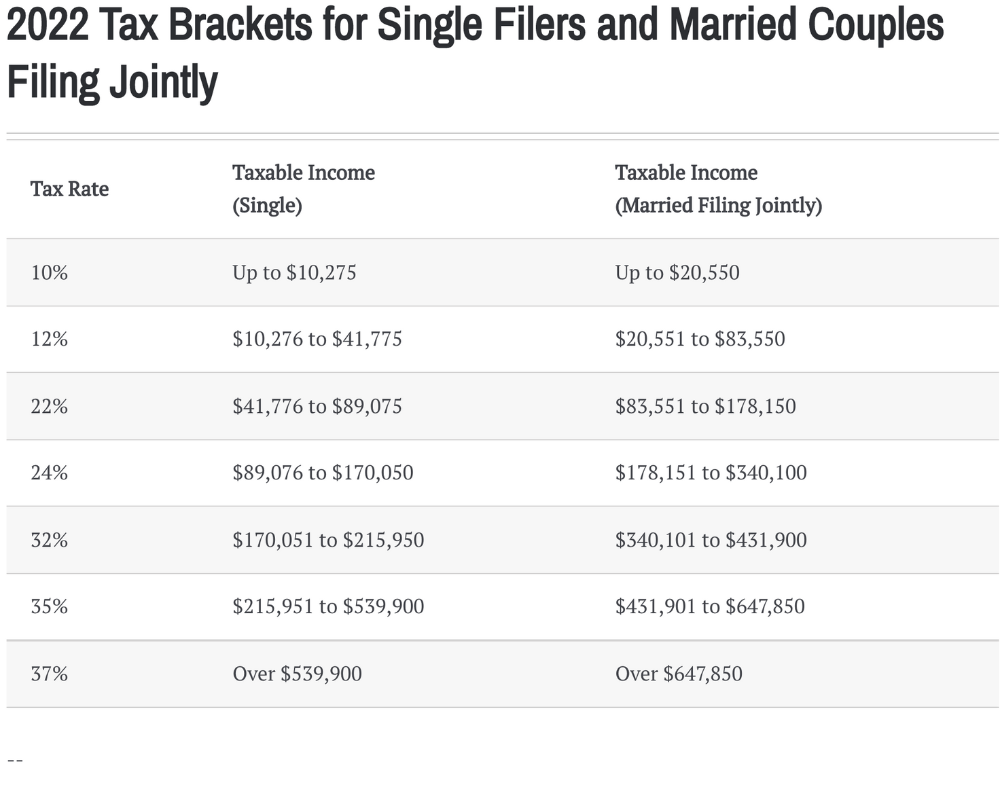 2022 Tax Brackets for Single Filers and Married Couples
Filing Jointly
Tax Rate
Taxable Income
(Single)
Taxable Income
(Married Filing Jointly)
10% Up to $10,275 Up to $20,550
12% $10,276 to $41,775 $20,551 to $83,550
22% $41,776 to $89,075 $83,551 to $178,150
24% $89,076 to $170,050 $178,151 to $340,100
32% $170,051 to $215,950 $340,101 to $431,900
35% $215,951 to $539,900 $431,901 to $647,850
37% Over $539,900 Over $647,850
--